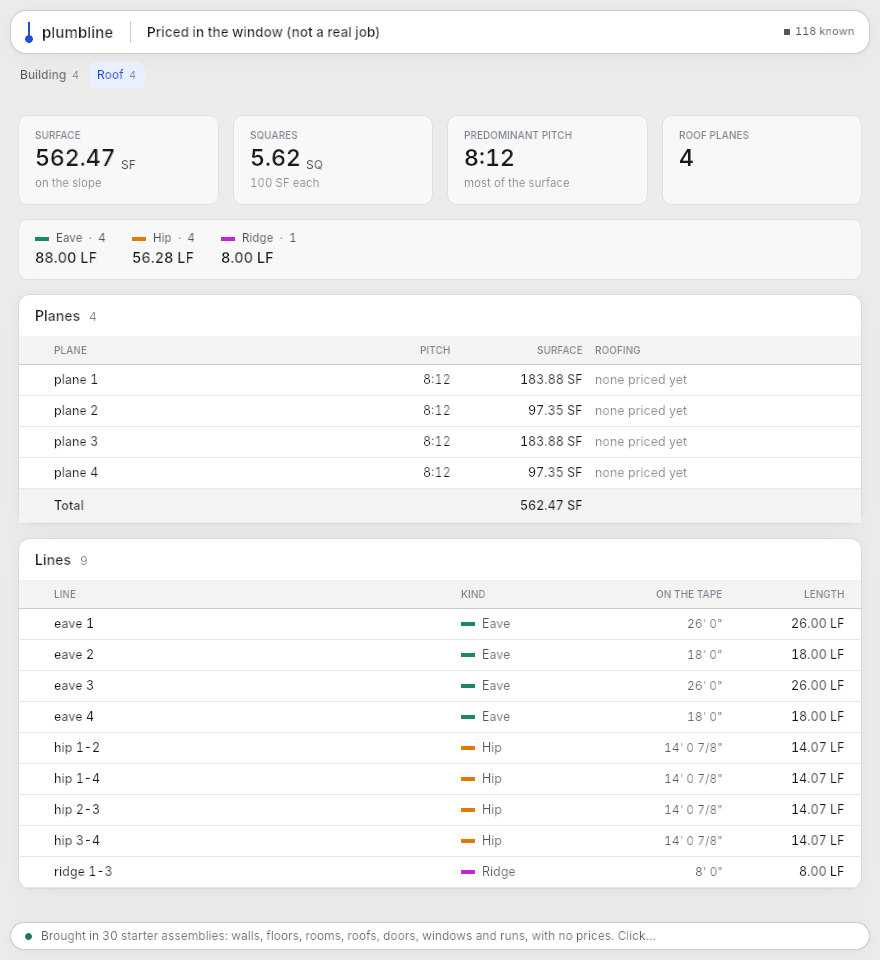 plumbline Priced in the window (not a real job) 118 known
Building 4 Roof 4
SURFACE SQUARES PREDOMINANT PITCH ROOF PLANES
562.47 SF 5.62 SQ 8:12 4
on the slope 100 SF each most of the surface
Eave · 4 Hip · 4 Ridge · 1
88.00 LF 56.28 LF 8.00 LF
Planes 4
PLANE PITCH SURFACE ROOFING
plane 1 8:12 183.88 SF none priced yet
plane 2 8:12 97.35 SF none priced yet
plane 3 8:12 183.88 SF none priced yet
plane 4 8:12 97.35 SF none priced yet
Total 562.47 SF
Lines 9
LINE KIND ON THE TAPE LENGTH
eave 1 Eave 26' 0" 26.00 LF
eave 2 Eave 18' 0" 18.00 LF
eave 3 Eave 26' 0" 26.00 LF
eave 4 Eave 18' 0" 18.00 LF
hip 1-2 Hip 14' 0 7/8" 14.07 LF
hip 1-4 Hip 14' 0 7/8" 14.07 LF
hip 2-3 Hip 14' 0 7/8" 14.07 LF
hip 3-4 Hip 14' 0 7/8" 14.07 LF
ridge 1-3 Ridge 8' 0" 8.00 LF
Brought in 30 starter assemblies: walls, floors, rooms, roofs, doors, windows and runs, with no prices. Click...